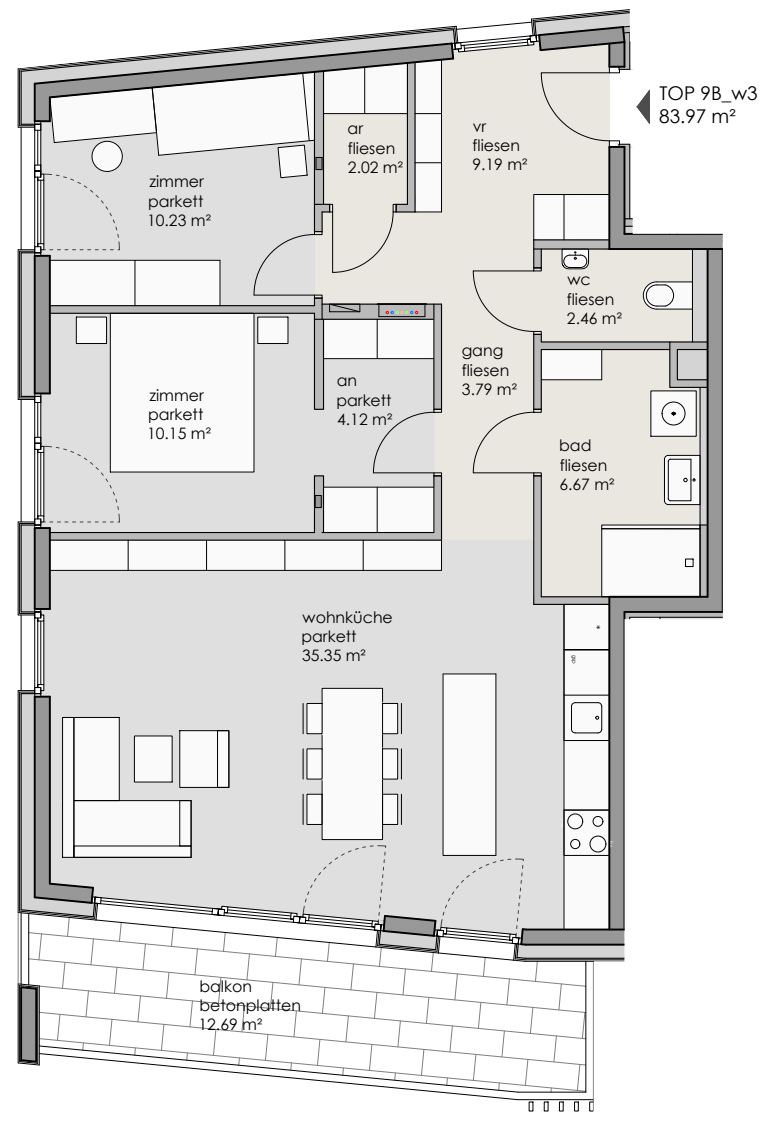 TOP 9B_w3
83.97 m²
ar
fliesen
2.02 m²
vr
fliesen
9.19 m²
zimmer
parkett
10.23 m²
wc
fliesen
2.46 m²
gang
fliesen
3.79 m²
an
parkett
4.12 m²
zimmer
parkett
10.15 m²
bad
fliesen
6.67 m²
wohnküche
parkett
35.35 m²
balkon
betonplatten
12.69 m²